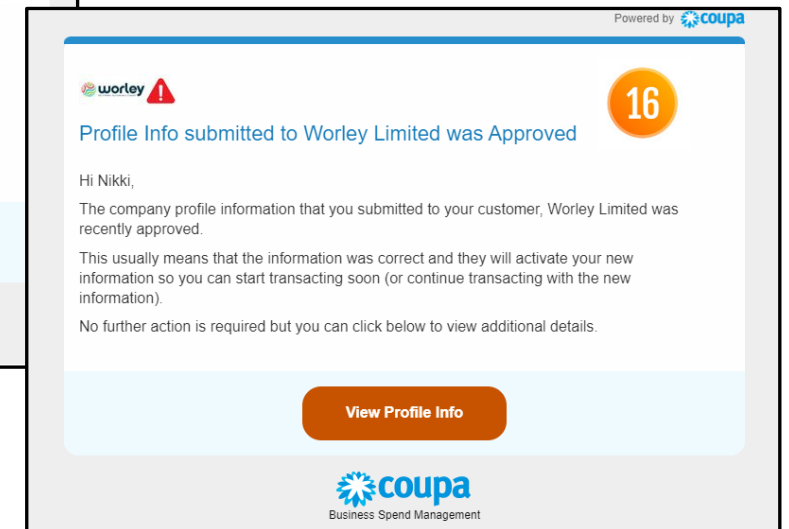 Powered by coupa
worley !
16
Profile Info submitted to Worley Limited was Approved
Hi Nikki,
The company profile information that you submitted to your customer, Worley Limited was
recently approved.
This usually means that the information was correct and they will activate your new
information so you can start transacting soon (or continue transacting with the new
information).
No further action is required but you can click below to view additional details.
View Profile Info
coupa
Business Spend Management